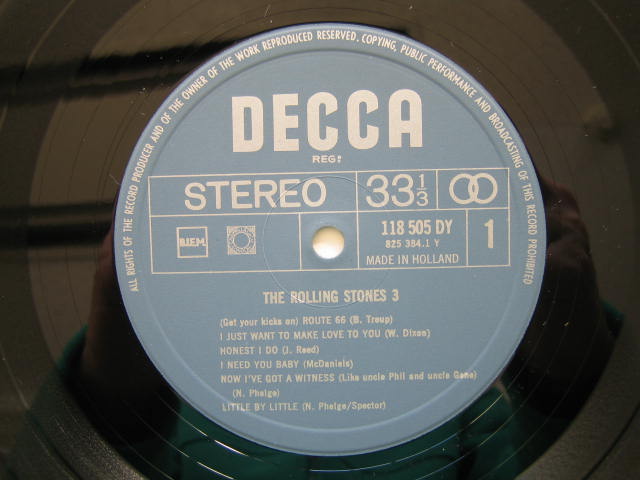 ALL RIGHTS OF THE RECORD PRODUCER AND OF THE OWNER OF THE WORK REPRODUCED RESERVED. COPYING, PUBLIC PERFORMANCE AND BROADCASTING OF THIS RECORD PROHIBITED
DECCA
REG:
STEREO 33 1/3
B.I.E.M. 118 505 DY 1
825 384.1 Y
MADE IN HOLLAND
THE ROLLING STONES 3
(Get your kicks on) ROUTE 66 (B. Troup)
I JUST WANT TO MAKE LOVE TO YOU (W. Dixon)
HONEST I DO (J. Reed)
I NEED YOU BABY (McDaniels)
NOW I'VE GOT A WITNESS (Like uncle Phil and uncle Gene)
(N. Phelge)
LITTLE BY LITTLE (N. Phelge/Spector)